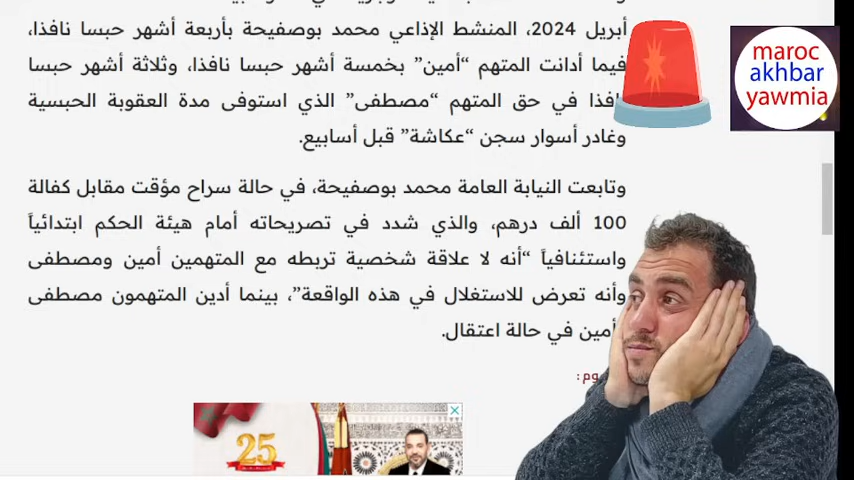 أبريل 2024، المنشط الإذاعي محمد بوصفيحة بأربعة أشهر حبسا نافذا،
فيما أدانت المتهم “أمين” بخمسة أشهر حبسا نافذا، وثلاثة أشهر حبسا
نافذا في حق المتهم “مصطفى” الذي استوفى مدة العقوبة الحبسية
وغادر أسوار سجن “عكاشة” قبل أسابيع.
وتابعت النيابة العامة محمد بوصفيحة، في حالة سراح مؤقت مقابل كفالة
100 ألف درهم، والذي شدد في تصريحاته أمام هيئة الحكم ابتدائياً
واستئنافياً “أنه لا علاقة شخصية تربطه مع المتهمين أمين ومصطفى
وأنه تعرض للاستغلال في هذه الواقعة”، بينما أدين المتهمون مصطفى
وأمين في حالة اعتقال.
maroc
akhbar
yawmia
25